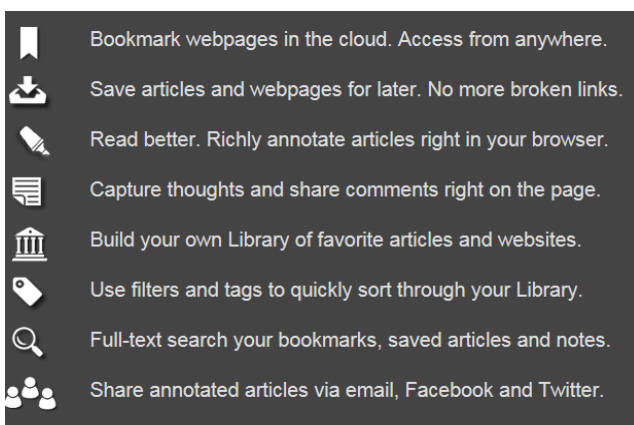 Bookmark webpages in the cloud. Access from anywhere.
Save articles and webpages for later. No more broken links.
Read better. Richly annotate articles right in your browser.
Capture thoughts and share comments right on the page.
Build your own Library of favorite articles and websites.
Use filters and tags to quickly sort through your Library.
Full-text search your bookmarks, saved articles and notes.
Share annotated articles via email, Facebook and Twitter.